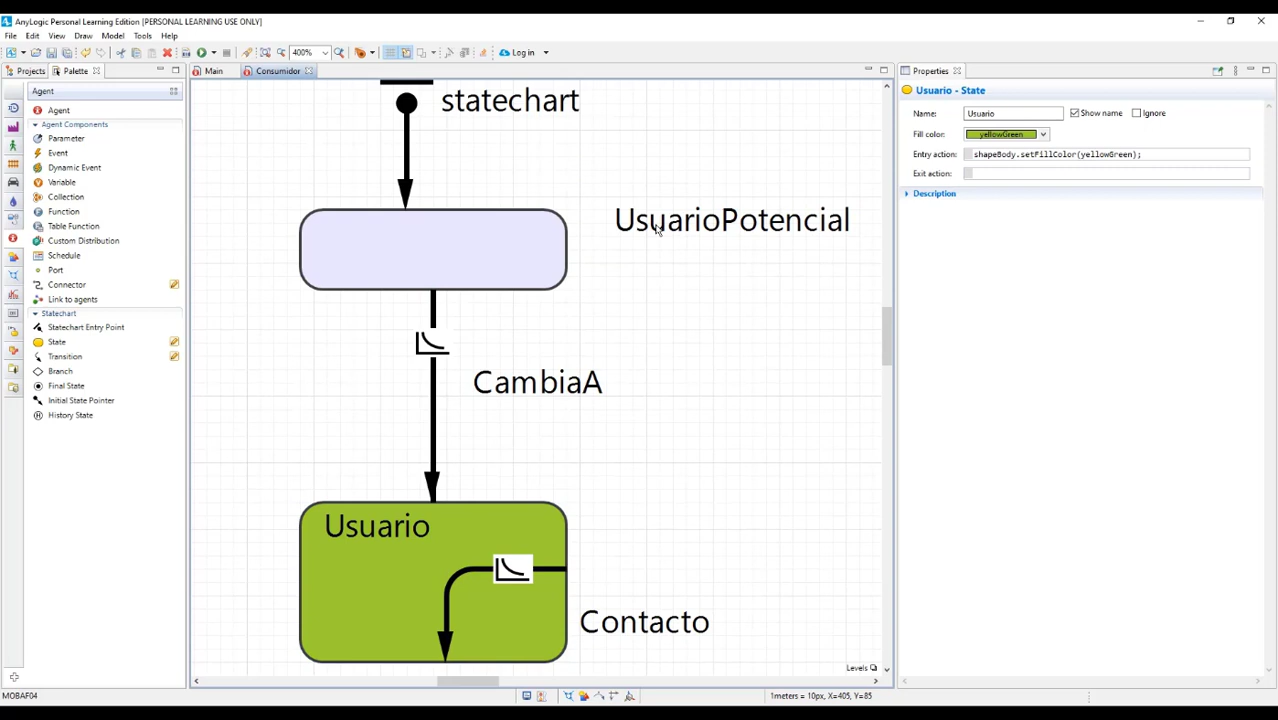 AnyLogic Personal Learning Edition [PERSONAL LEARNING USE ONLY]
File Edit View Draw Model Tools Help
400% Log in
Projects Palette Main Consumidor Properties
Agent
Agent
Agent Components
Parameter
Event
Dynamic Event
Variable
Collection
Function
Table Function
Custom Distribution
Schedule
Port
Connector
Link to agents
Statechart
Statechart Entry Point
State
Transition
Branch
Final State
Initial State Pointer
History State
statechart
UsuarioPotencial
CambiaA
Usuario
Contacto
Levels
Usuario - State
Name: Usuario Show name Ignore
Fill color: yellowGreen
Entry action: shapeBody.setFillColor(yellowGreen);
Exit action:
Description
MOBAF04 1meters = 10px, X=405, Y=85